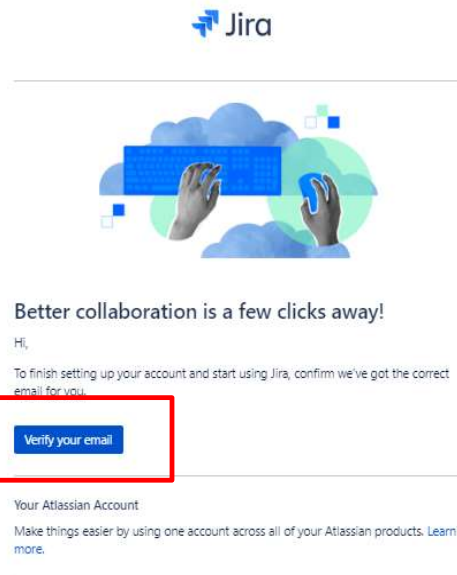 Jira
Better collaboration is a few clicks away!
Hi,
To finish setting up your account and start using Jira, confirm we've got the correct
email for you.
Verify your email
Your Atlassian Account
Make things easier by using one account across all of your Atlassian products. Learn
more.